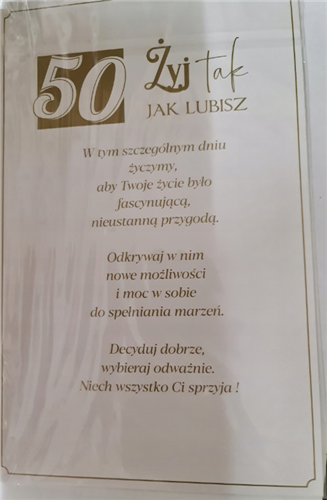 50 Żyj tak
JAK LUBISZ
W tym szczególnym dniu
życzymy,
aby Twoje życie było
fascynującą,
nieustanną przygodą.
Odkrywaj w nim
nowe możliwości
i moc w sobie
do spełniania marzeń.
Decyduj dobrze,
wybieraj odważnie.
Niech wszystko Ci sprzyja !